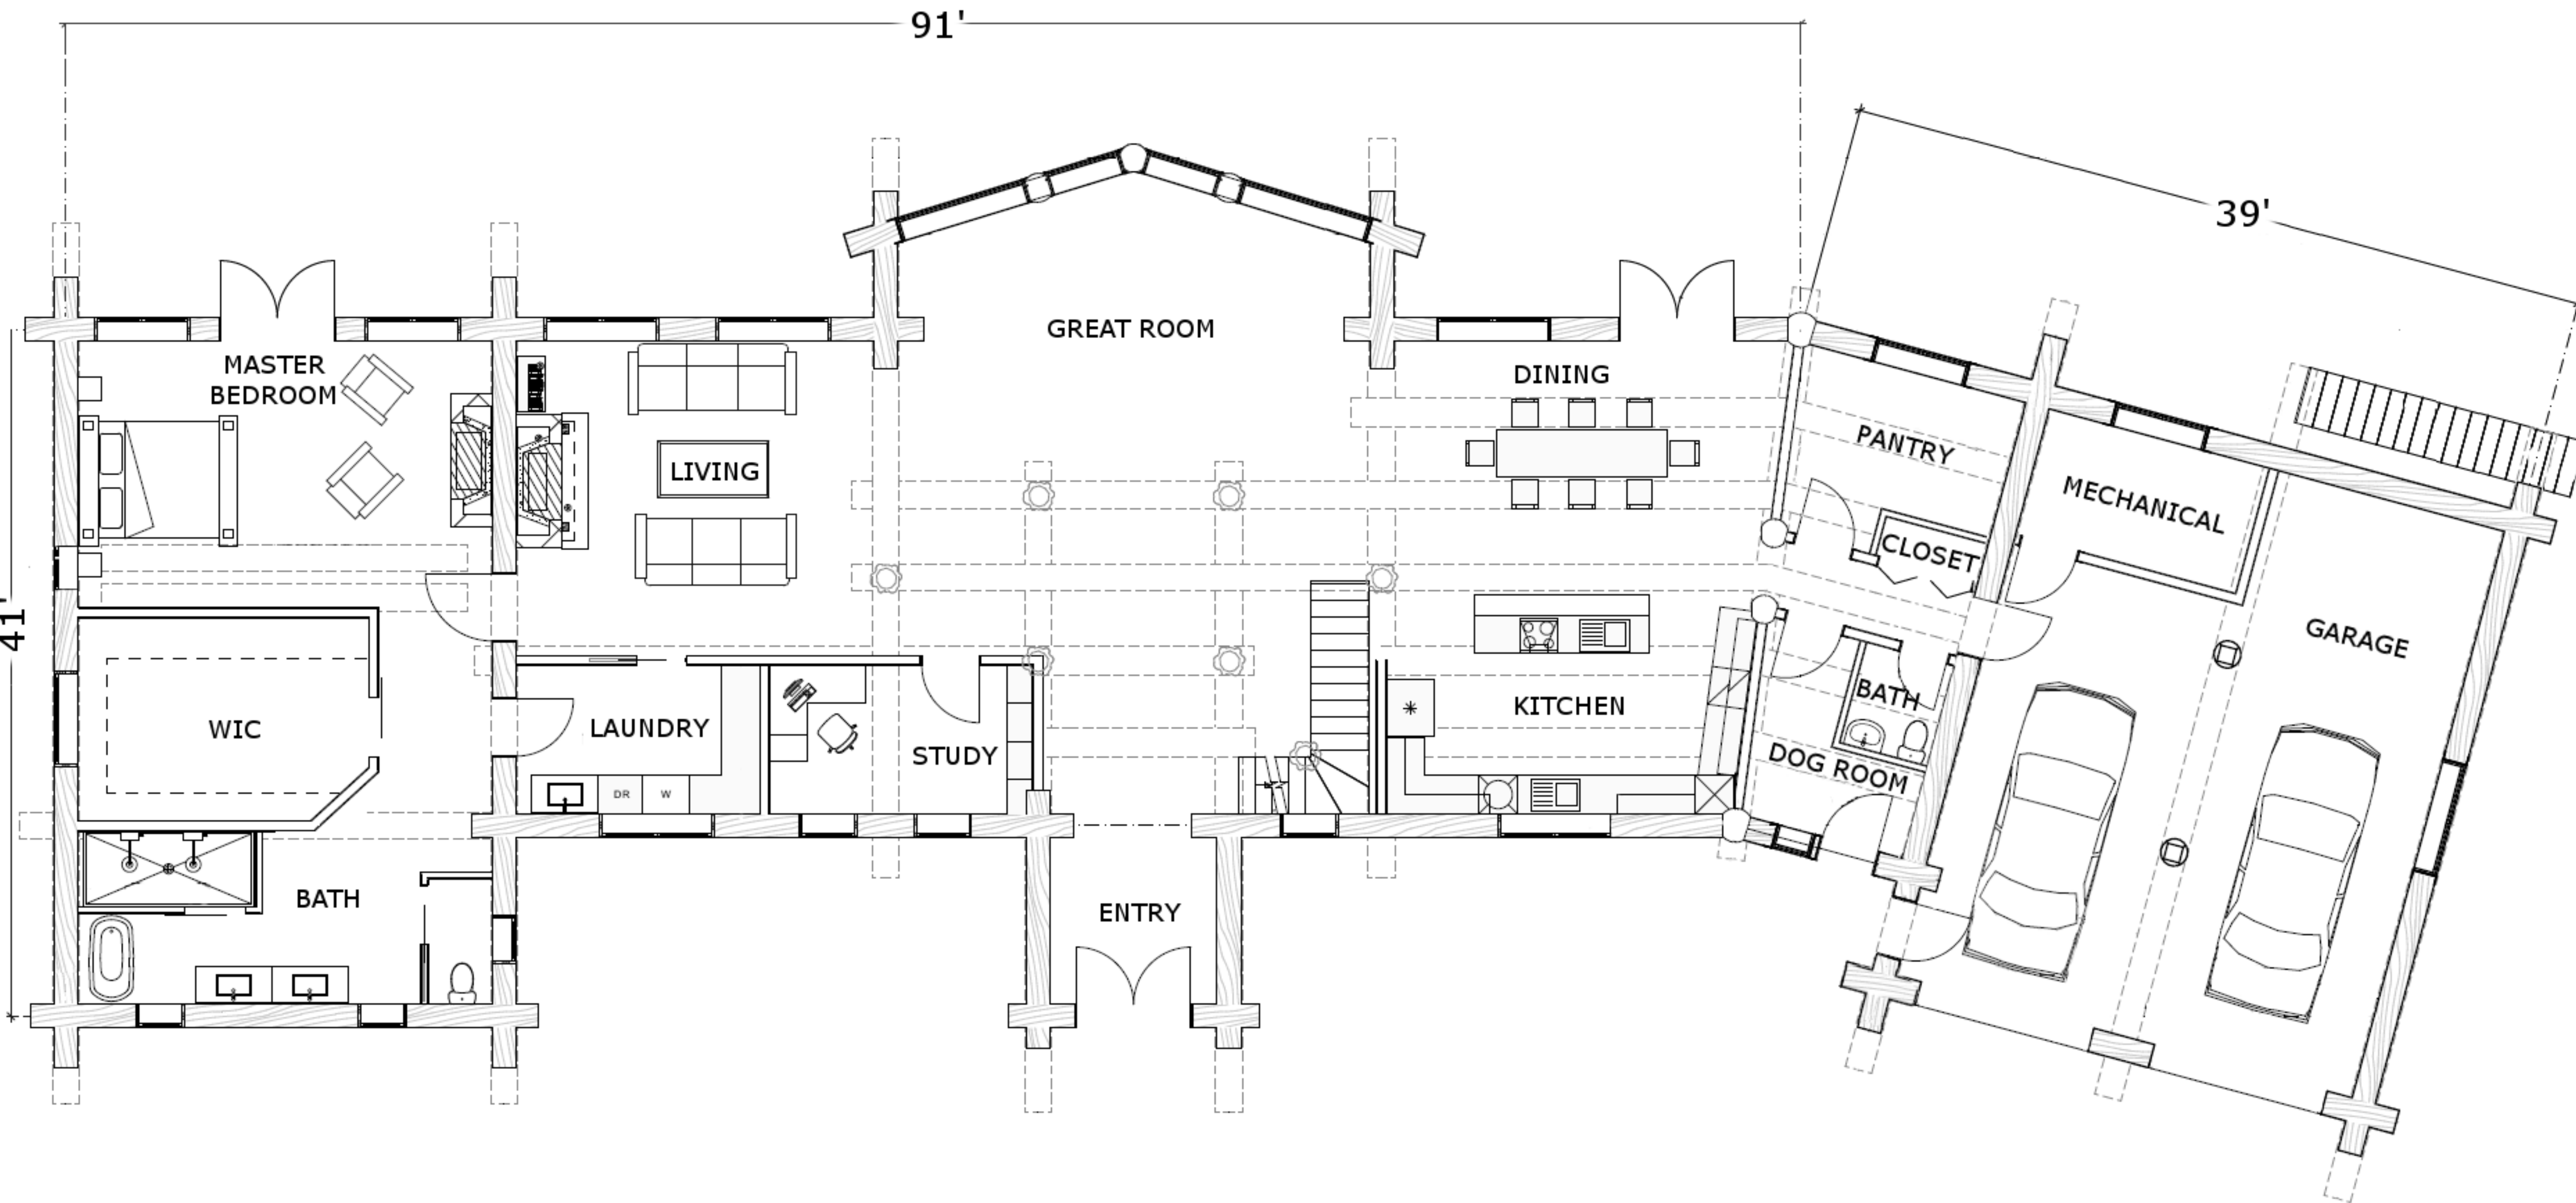 91'
39'
41'
GREAT ROOM
MASTER
BEDROOM
DINING
LIVING
PANTRY
MECHANICAL
CLOSET
GARAGE
WIC
LAUNDRY
STUDY
KITCHEN
BATH
DOG ROOM
DR
W
BATH
ENTRY